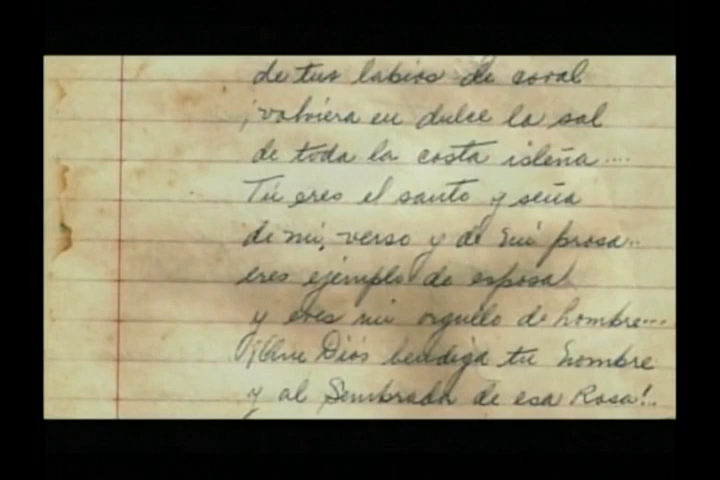 de tus labios de coral
¡volviera en dulce la sal
de toda la costa isleña....
Tú eres el santo y seña
de mi verso y de mi prosa..
eres ejemplo de esposa
y eres mi orgullo de hombre...
¡Que Dios bendiga tu nombre
y al Sembrador de esa Rosa!..